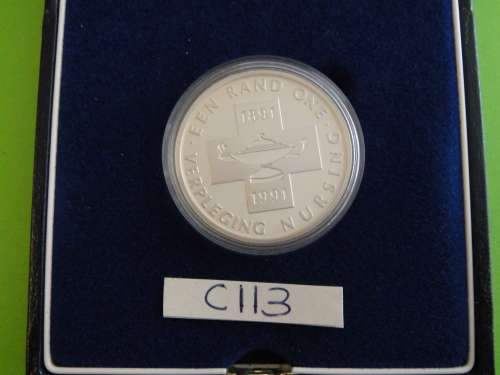 · EEN RAND ONE
1891
1991
VERPLEGING NURSING
C113